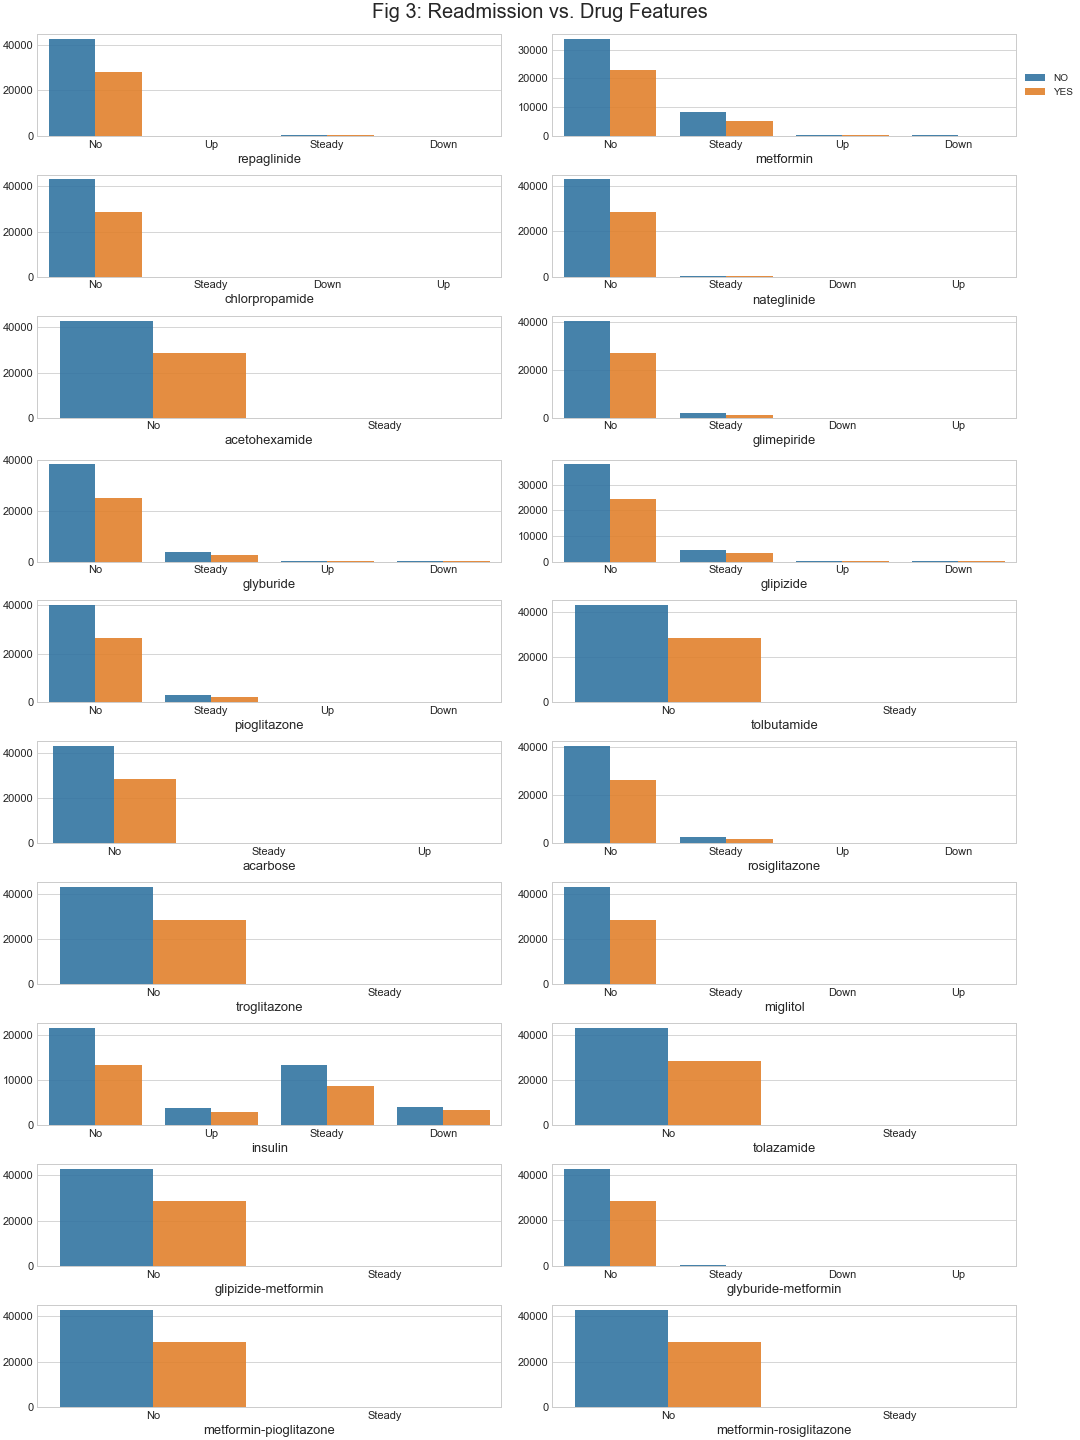 Fig 3: Readmission vs. Drug Features
40000
20000
0
No Up Steady Down
repaglinide
30000
20000
10000
0
No Steady Up Down
metformin
NO
YES
40000
20000
0
No Steady Down Up
chlorpropamide
40000
20000
0
No Steady Down Up
nateglinide
40000
20000
0
No Steady
acetohexamide
40000
20000
0
No Steady Down Up
glimepiride
40000
20000
0
No Steady Up Down
glyburide
30000
20000
10000
0
No Steady Up Down
glipizide
40000
20000
0
No Steady Up Down
pioglitazone
40000
20000
0
No Steady
tolbutamide
40000
20000
0
No Steady Up
acarbose
40000
20000
0
No Steady Up Down
rosiglitazone
40000
20000
0
No Steady
troglitazone
40000
20000
0
No Steady Down Up
miglitol
20000
10000
0
No Up Steady Down
insulin
40000
20000
0
No Steady
tolazamide
40000
20000
0
No Steady
glipizide-metformin
40000
20000
0
No Steady Down Up
glyburide-metformin
40000
20000
0
No Steady
metformin-pioglitazone
40000
20000
0
No Steady
metformin-rosiglitazone